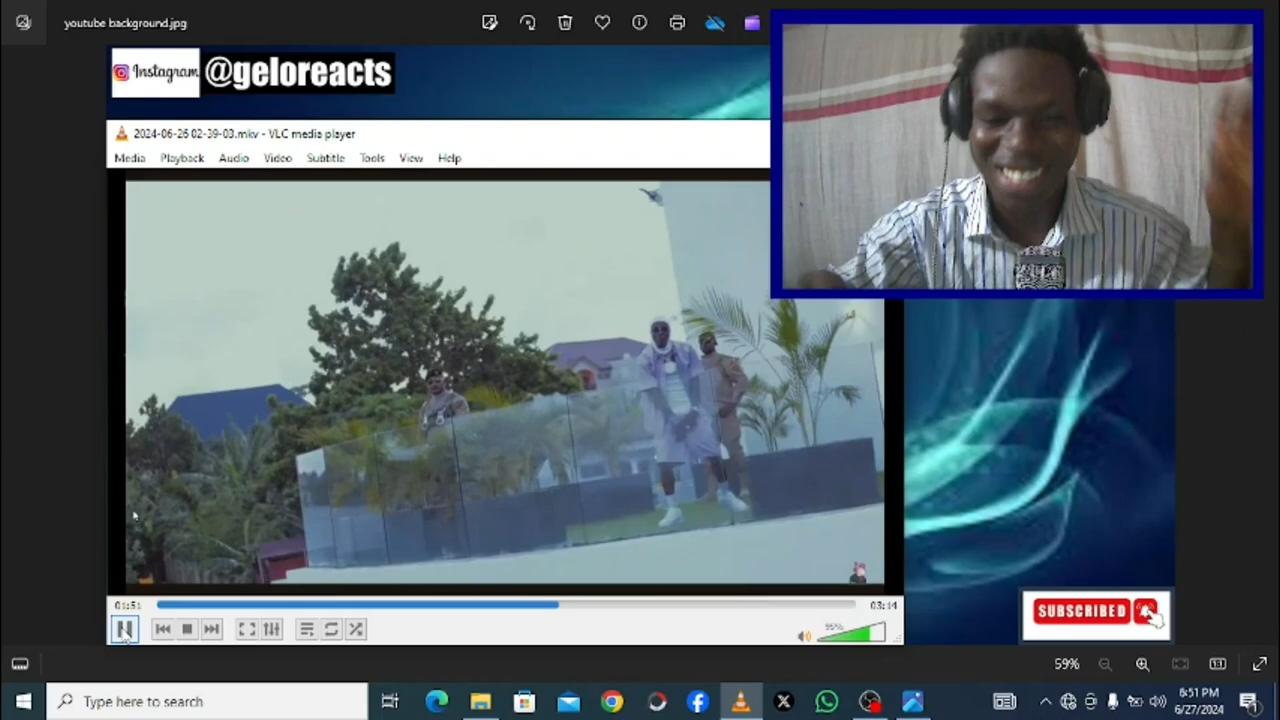 youtube background.jpg
Instagram @geloreacts
2024-06-26 02-39-03.mkv - VLC media player
Media Playback Audio Video Subtitle Tools View Help
01:51
03:14
55%
SUBSCRIBED
59%
Type here to search
6:51 PM
6/27/2024